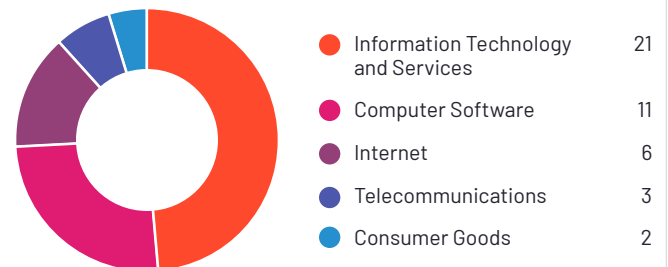 Information Technology 21
and Services
Computer Software 11
Internet 6
Telecommunications 3
Consumer Goods 2